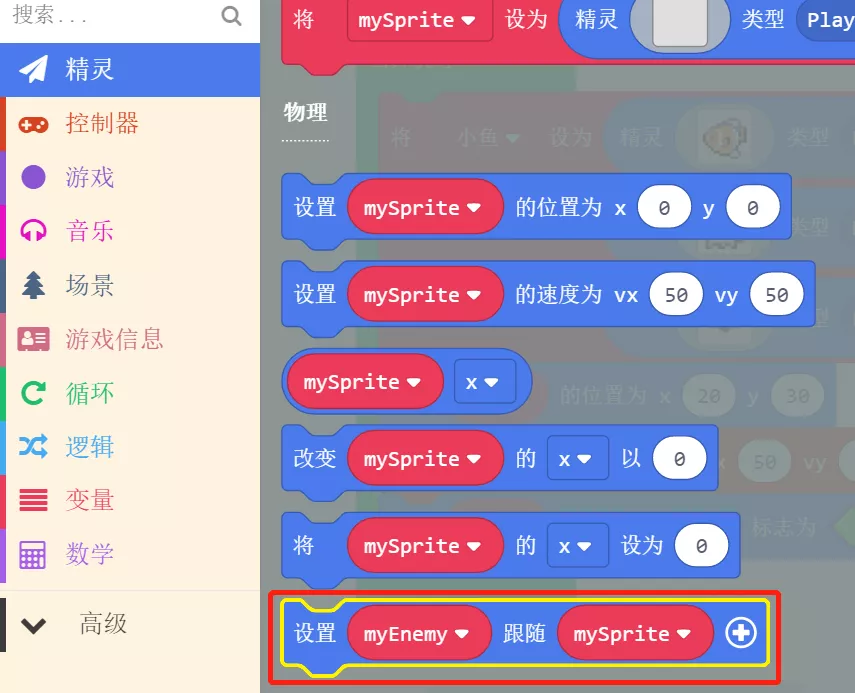 搜索...
精灵
控制器
游戏
音乐
场景
游戏信息
循环
逻辑
变量
数学
高级
将 mySprite 设为 精灵 类型 Play
物理
将 小鱼 设为 精灵 类型
设置 mySprite 的位置为 x 0 y 0
类型
设置 mySprite 的速度为 vx 50 vy 50
mySprite x
的位置为 x 20 y 30
改变 mySprite 的 x 以 0
x 50 vy
将 mySprite 的 x 设为 0
标志为
设置 myEnemy 跟随 mySprite